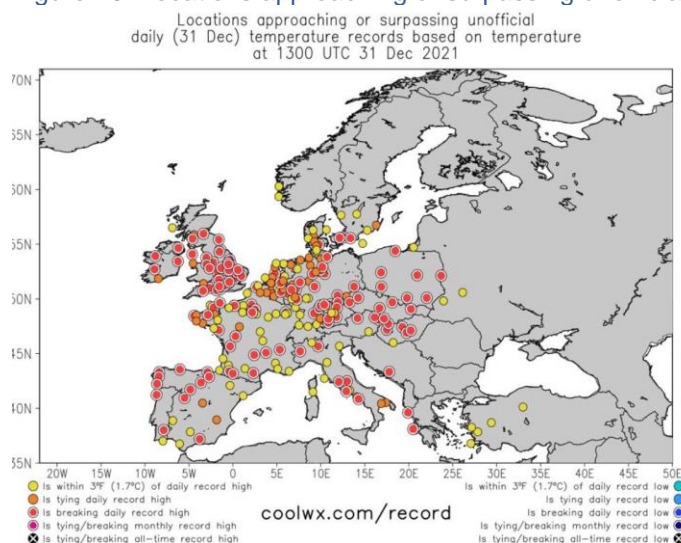 Locations approaching or surpassing unofficial
daily (31 Dec) temperature records based on temperature
at 1300 UTC 31 Dec 2021
70N
65N
60N
55N
50N
45N
40N
35N
20W 15W 10W 5W 0 5E 10E 15E 20E 25E 30E 35E 40E 45E 50E
Is within 3°F (1.7°C) of daily record high
Is tying daily record high
Is breaking daily record high
Is tying/breaking monthly record high
Is tying/breaking all-time record high
coolwx.com/record
Is within 3°F (1.7°C) of daily record low
Is tying daily record low
Is breaking daily record low
Is tying/breaking monthly record low
Is tying/breaking all-time record low